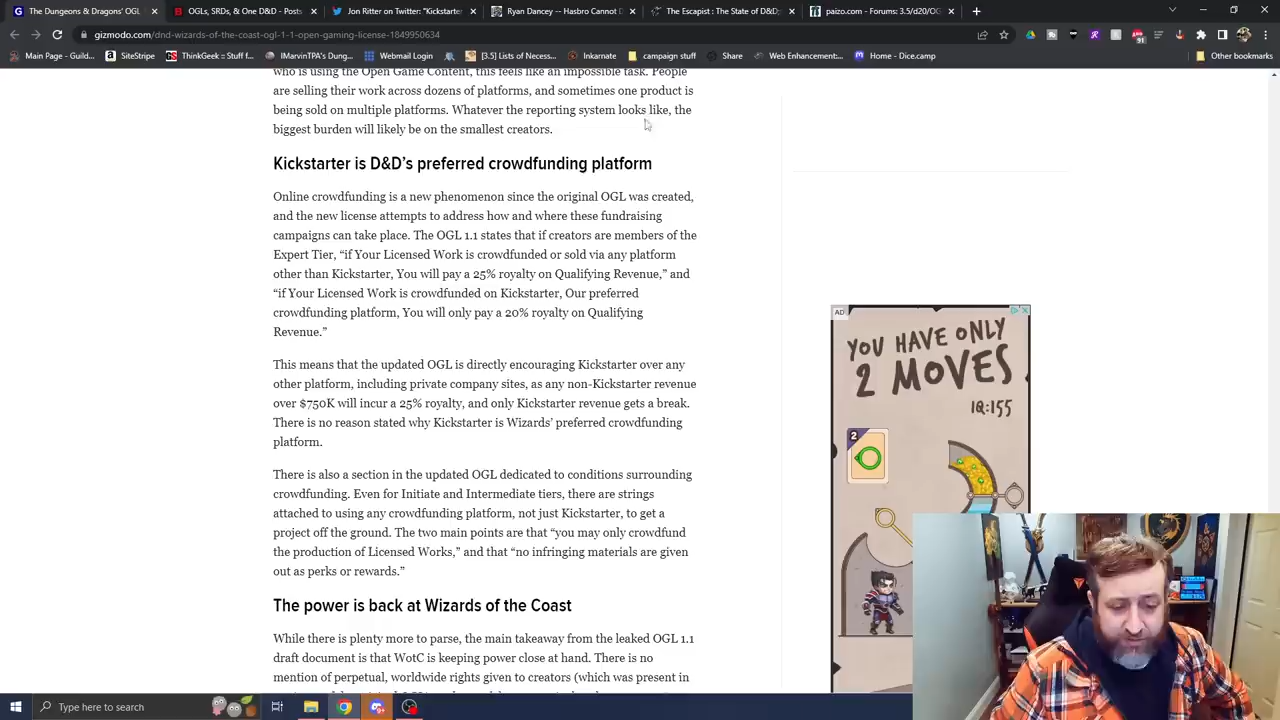 The Dungeons & Dragons' OGL
OGLs, SRDs, & One D&D - Posts
Jon Ritter on Twitter: "Kickste
Ryan Dancey -- Hasbro Cannot D
The Escapist : The State of D&D
paizo.com - Forums: 3.5/d20/OG
gizmodo.com/dnd-wizards-of-the-coast-ogl-1-1-open-gaming-license-1849950634
Main Page - Guild...
SiteStripe
ThinkGeek :: Stuff f...
IMarvinTPA's Dung...
Webmail Login
[3.5] Lists of Necess...
Inkarnate
campaign stuff
Share
Web Enhancement:...
Home - Dice.camp
Other bookmarks
who is using the Open Game Content, this feels like an impossible task. People
are selling their work across dozens of platforms, and sometimes one product is
being sold on multiple platforms. Whatever the reporting system looks like, the
biggest burden will likely be on the smallest creators.
Kickstarter is D&D's preferred crowdfunding platform
Online crowdfunding is a new phenomenon since the original OGL was created,
and the new license attempts to address how and where these fundraising
campaigns can take place. The OGL 1.1 states that if creators are members of the
Expert Tier, “if Your Licensed Work is crowdfunded or sold via any platform
other than Kickstarter, You will pay a 25% royalty on Qualifying Revenue,” and
“if Your Licensed Work is crowdfunded on Kickstarter, Our preferred
crowdfunding platform, You will only pay a 20% royalty on Qualifying
Revenue.”
This means that the updated OGL is directly encouraging Kickstarter over any
other platform, including private company sites, as any non-Kickstarter revenue
over $750K will incur a 25% royalty, and only Kickstarter revenue gets a break.
There is no reason stated why Kickstarter is Wizards’ preferred crowdfunding
platform.
There is also a section in the updated OGL dedicated to conditions surrounding
crowdfunding. Even for Initiate and Intermediate tiers, there are strings
attached to using any crowdfunding platform, not just Kickstarter, to get a
project off the ground. The two main points are that “you may only crowdfund
the production of Licensed Works,” and that “no infringing materials are given
out as perks or rewards.”
The power is back at Wizards of the Coast
While there is plenty more to parse, the main takeaway from the leaked OGL 1.1
draft document is that WotC is keeping power close at hand. There is no
mention of perpetual, worldwide rights given to creators (which was present in
AD
YOU HAVE ONLY
2 MOVES
IQ:155
2
Type here to search